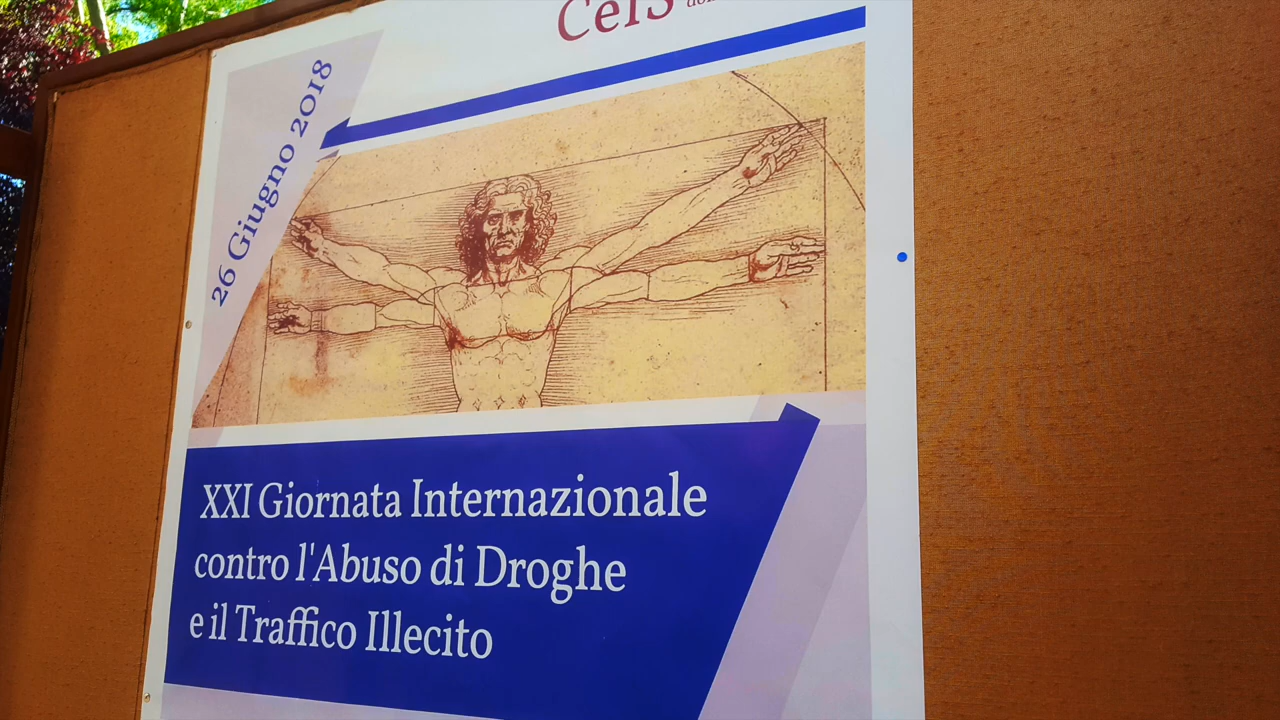 CeIS
26 Giugno 2018
XXI Giornata Internazionale
contro l'Abuso di Droghe
e il Traffico Illecito